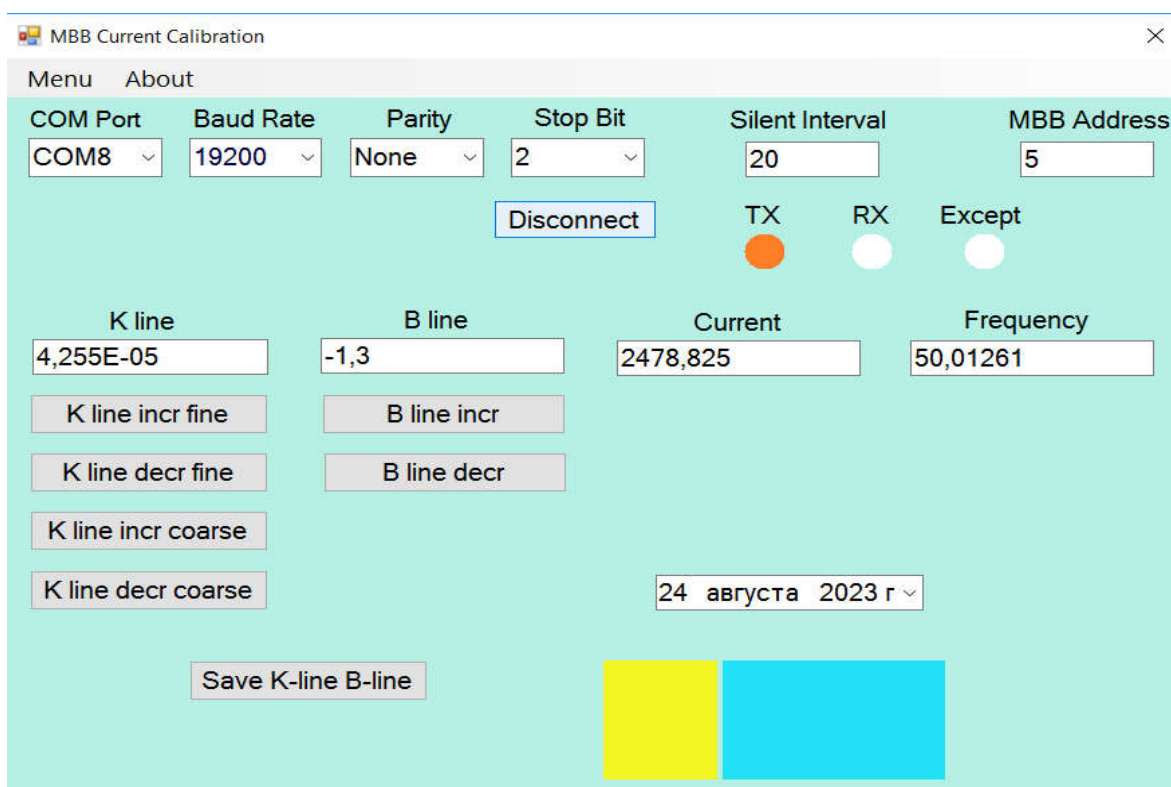 MBB Current Calibration
Menu About
COM Port Baud Rate Parity Stop Bit Silent Interval MBB Address
COM8 19200 None 2 20 5
Disconnect TX RX Except
K line B line Current Frequency
4,255E-05 -1,3 2478,825 50,01261
K line incr fine B line incr
K line decr fine B line decr
K line incr coarse
K line decr coarse 24 августа 2023 г
Save K-line B-line